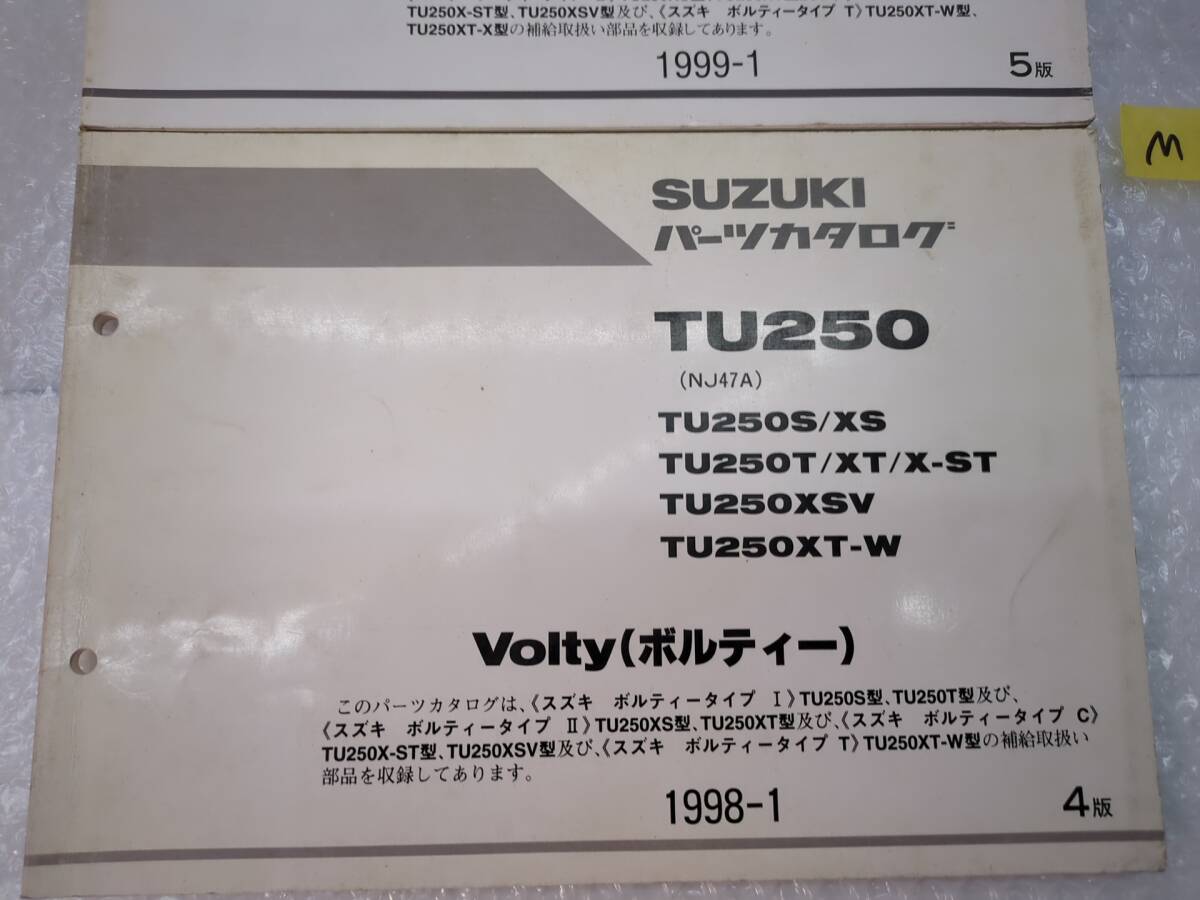 TU250X-ST型、TU250XSV型及び、《スズキ ボルティータイプ T》TU250XT-W型、
TU250XT-X型の補給取扱い部品を収録してあります。
1999-1
5版
M
SUZUKI
パーツカタログ
TU250
(NJ47A)
TU250S/XS
TU250T/XT/X-ST
TU250XSV
TU250XT-W
Volty(ボルティー)
このパーツカタログは、《スズキ ボルティータイプ Ⅰ》TU250S型、TU250T型及び、
《スズキ ボルティータイプ Ⅱ》TU250XS型、TU250XT型及び、《スズキ ボルティータイプ C》
TU250X-ST型、TU250XSV型及び、《スズキ ボルティータイプ T》TU250XT-W型の補給取扱い
部品を収録してあります。
1998-1
4版